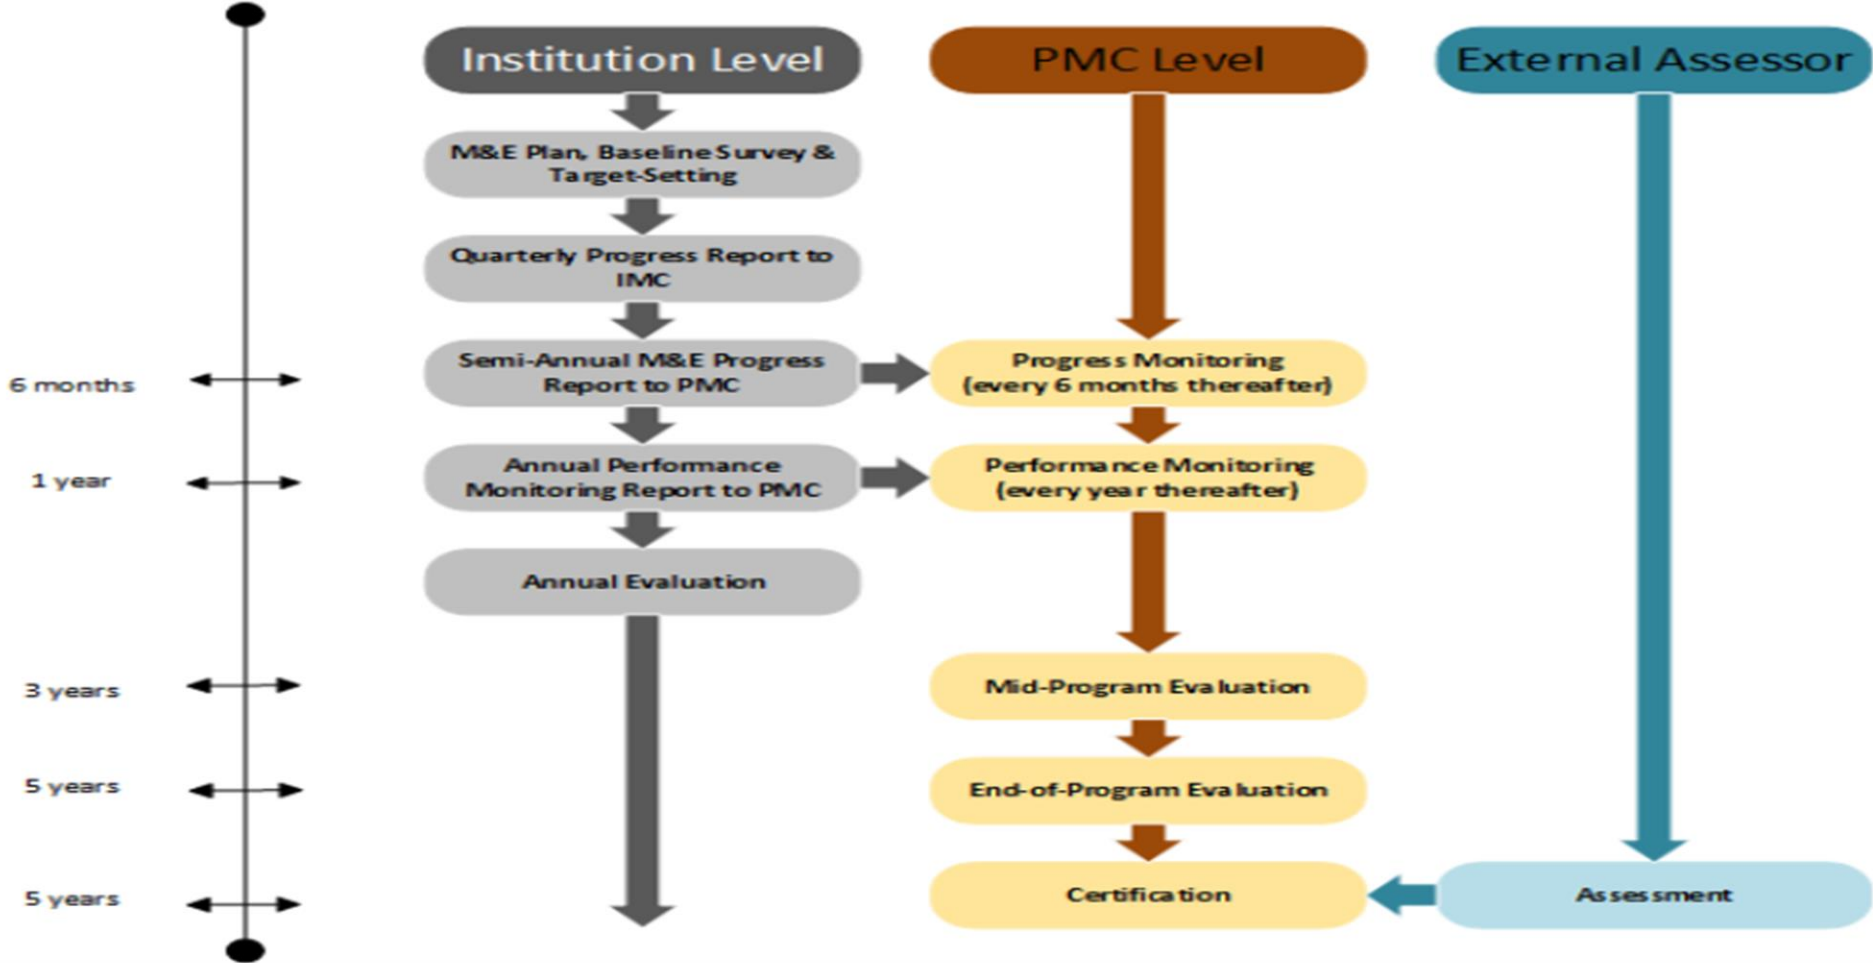 Institution Level
PMC Level
External Assessor
M&E Plan, Baseline Survey &
Target-Setting
Quarterly Progress Report to
IMC
6 months
Semi-Annual M&E Progress
Report to PMC
Progress Monitoring
(every 6 months thereafter)
1 year
Annual Performance
Monitoring Report to PMC
Performance Monitoring
(every year thereafter)
Annual Evaluation
3 years
Mid-Program Evaluation
5 years
End-of-Program Evaluation
5 years
Certification
Assessment